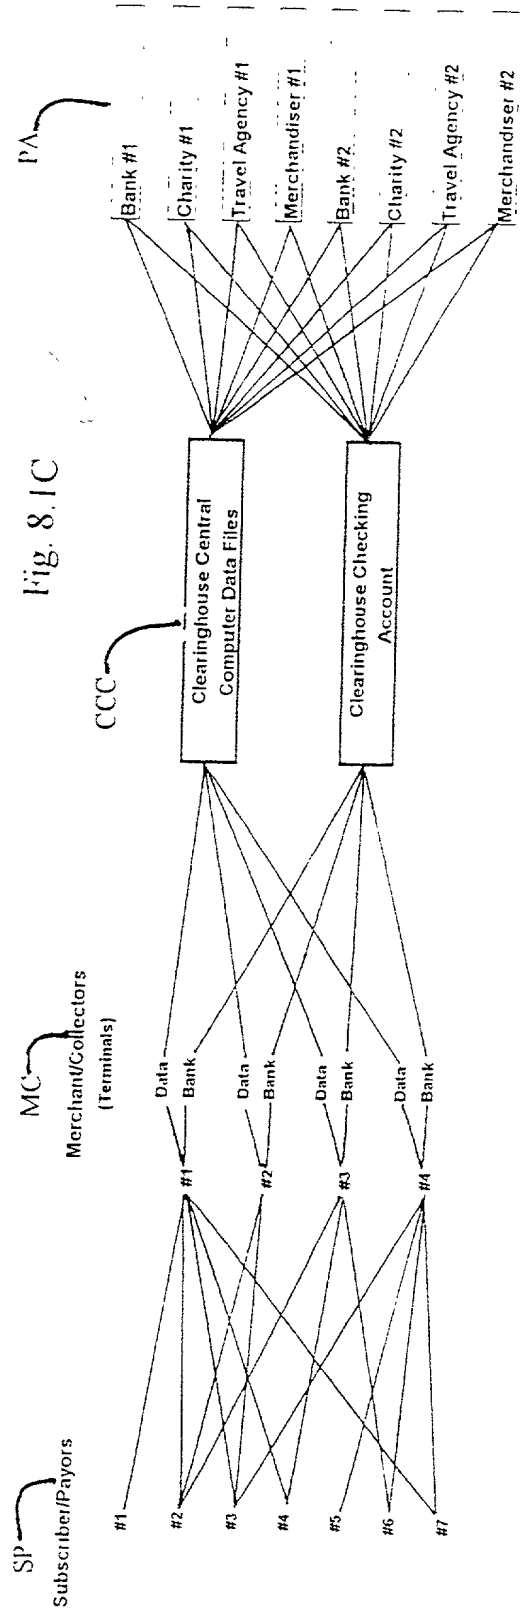 Fig. 8.1C
SP
Subscriber/Payors
#1
#2
#3
#4
#5
#6
#7
MC
Merchant/Collectors
(Terminals)
#1
Data
Bank
#2
Data
Bank
#3
Data
Bank
#4
Data
Bank
CCC
Clearinghouse Central
Computer Data Files
Clearinghouse Checking
Account
PA
Bank #1
Charity #1
Travel Agency #1
Merchandiser #1
Bank #2
Charity #2
Travel Agency #2
Merchandiser #2